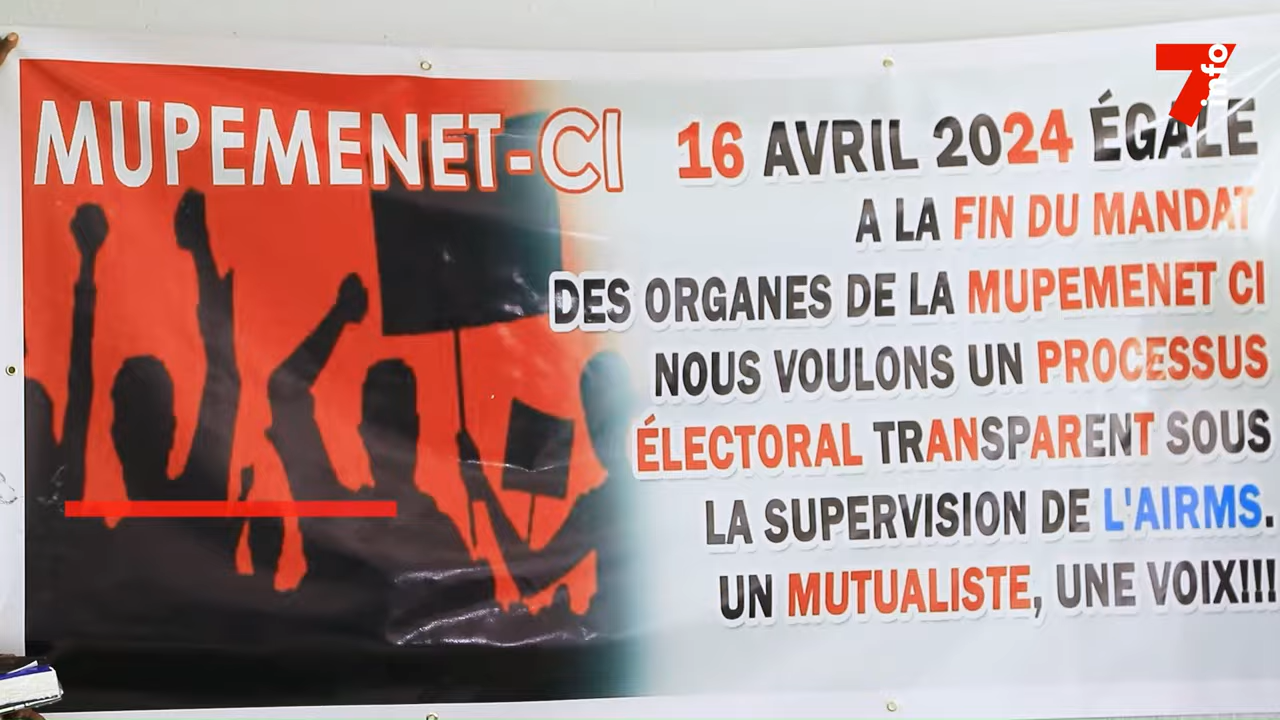 7info
MUPEMENET-CI
16 AVRIL 2024 ÉGALE
A LA FIN DU MANDAT
DES ORGANES DE LA MUPEMENET CI
NOUS VOULONS UN PROCESSUS
ÉLECTORAL TRANSPARENT SOUS
LA SUPERVISION DE L'AIRMS.
UN MUTUALISTE, UNE VOIX!!!